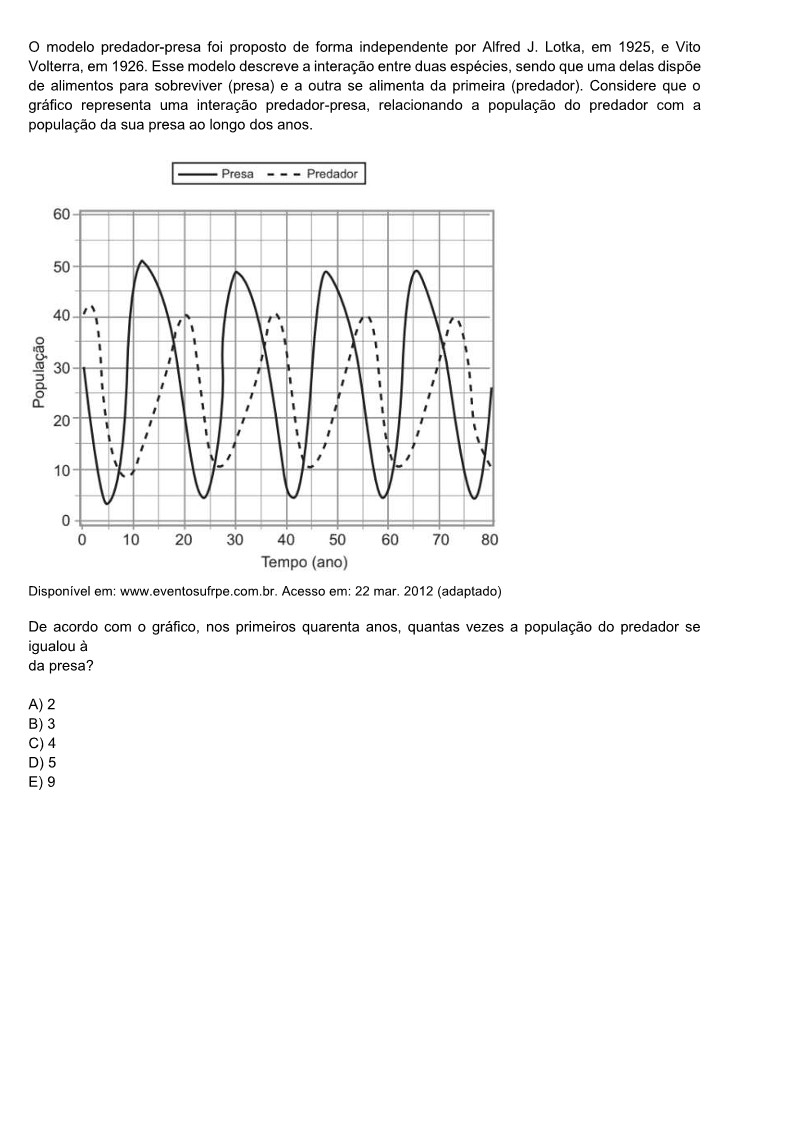 O modelo predador-presa foi proposto de forma independente por Alfred J. Lotka, em 1925, e Vito
Volterra, em 1926. Esse modelo descreve a interação entre duas espécies, sendo que uma delas dispõe
de alimentos para sobreviver (presa) e a outra se alimenta da primeira (predador). Considere que o
gráfico representa uma interação predador-presa, relacionando a população do predador com a
população da sua presa ao longo dos anos.
Presa Predador
60
50
40
30
20
10
0
População
0 10 20 30 40 50 60 70 80
Tempo (ano)
Disponível em: www.eventosufrpe.com.br. Acesso em: 22 mar. 2012 (adaptado)
De acordo com o gráfico, nos primeiros quarenta anos, quantas vezes a população do predador se
igualou à
da presa?
A) 2
B) 3
C) 4
D) 5
E) 9